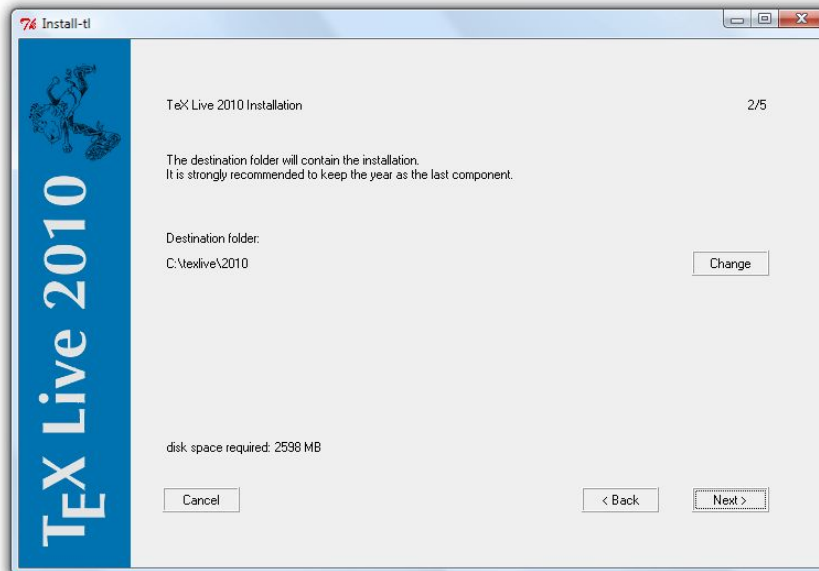 Install-tl
TeX Live 2010 Installation
2/5
The destination folder will contain the installation.
It is strongly recommended to keep the year as the last component.
Destination folder:
C:\texlive\2010
Change
disk space required: 2598 MB
Cancel
< Back
Next >
TEX Live 2010